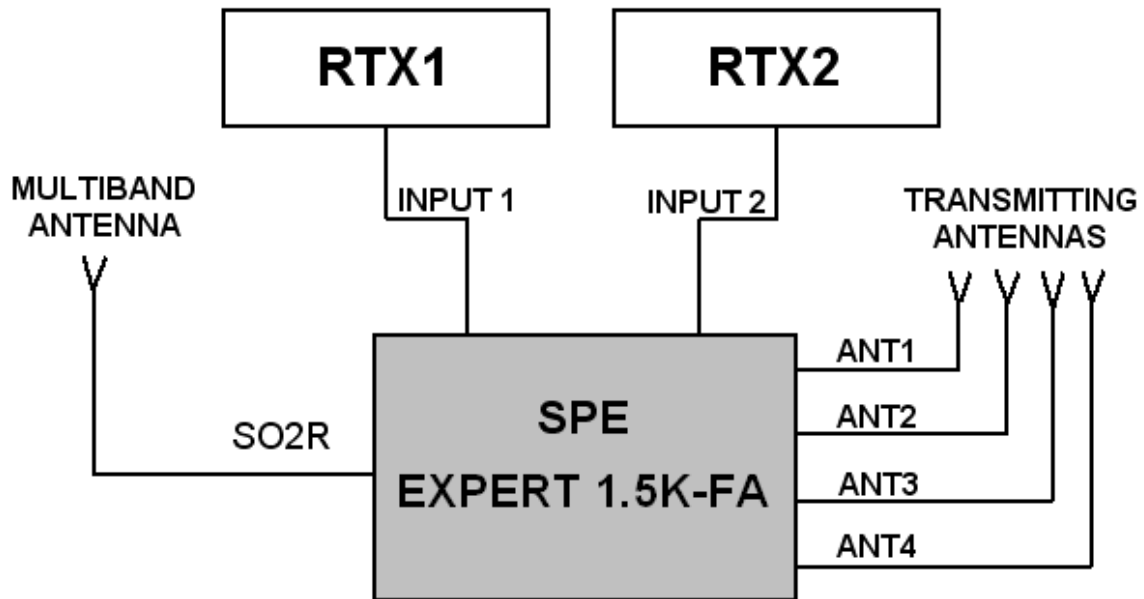 RTX1
RTX2
MULTIBAND
ANTENNA
INPUT 1
INPUT 2
TRANSMITTING
ANTENNAS
SO2R
SPE
EXPERT 1.5K-FA
ANT1
ANT2
ANT3
ANT4